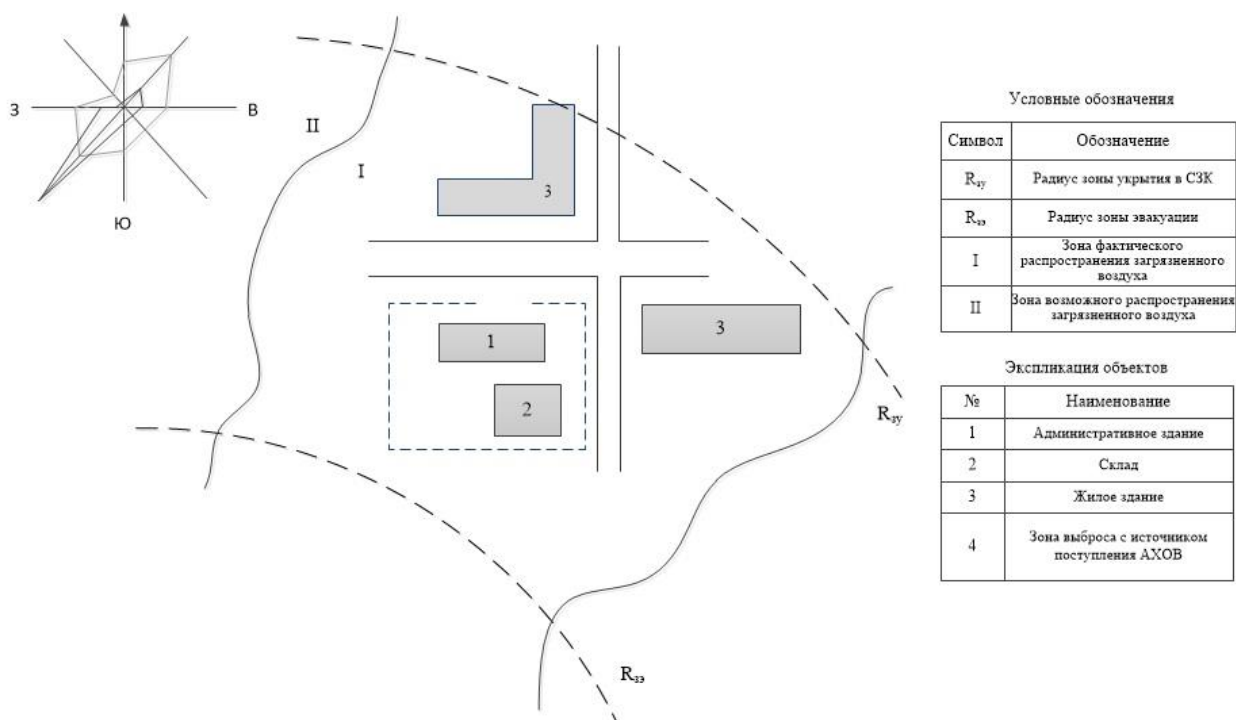 З
В
Ю
II
I
3
1
2
3
Rзу
Rзэ
Условные обозначения
Символ Обозначение
Rзу Радиус зоны укрытия в СЗК
Rзэ Радиус зоны эвакуации
I Зона фактического
распространения загрязненного
воздуха
II Зона возможного распространения
загрязненного воздуха
Экспликация объектов
№ Наименование
1 Административное здание
2 Склад
3 Жилое здание
4 Зона выброса с источником
поступления АХОВ